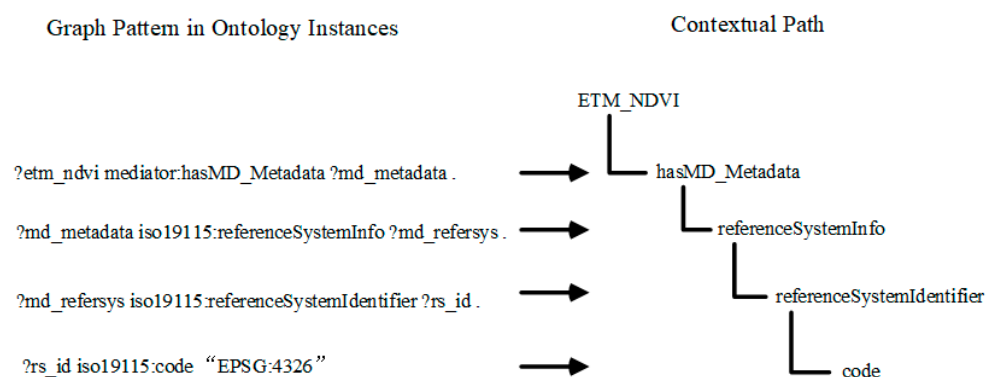 Graph Pattern in Ontology Instances
Contextual Path
ETM_NDVI
?etm_ndvi mediator:hasMD_Metadata ?md_metadata .
hasMD_Metadata
?md_metadata iso19115:referenceSystemInfo ?md_refersys .
referenceSystemInfo
?md_refersys iso19115:referenceSystemIdentifier ?rs_id .
referenceSystemIdentifier
?rs_id iso19115:code “EPSG:4326”
code